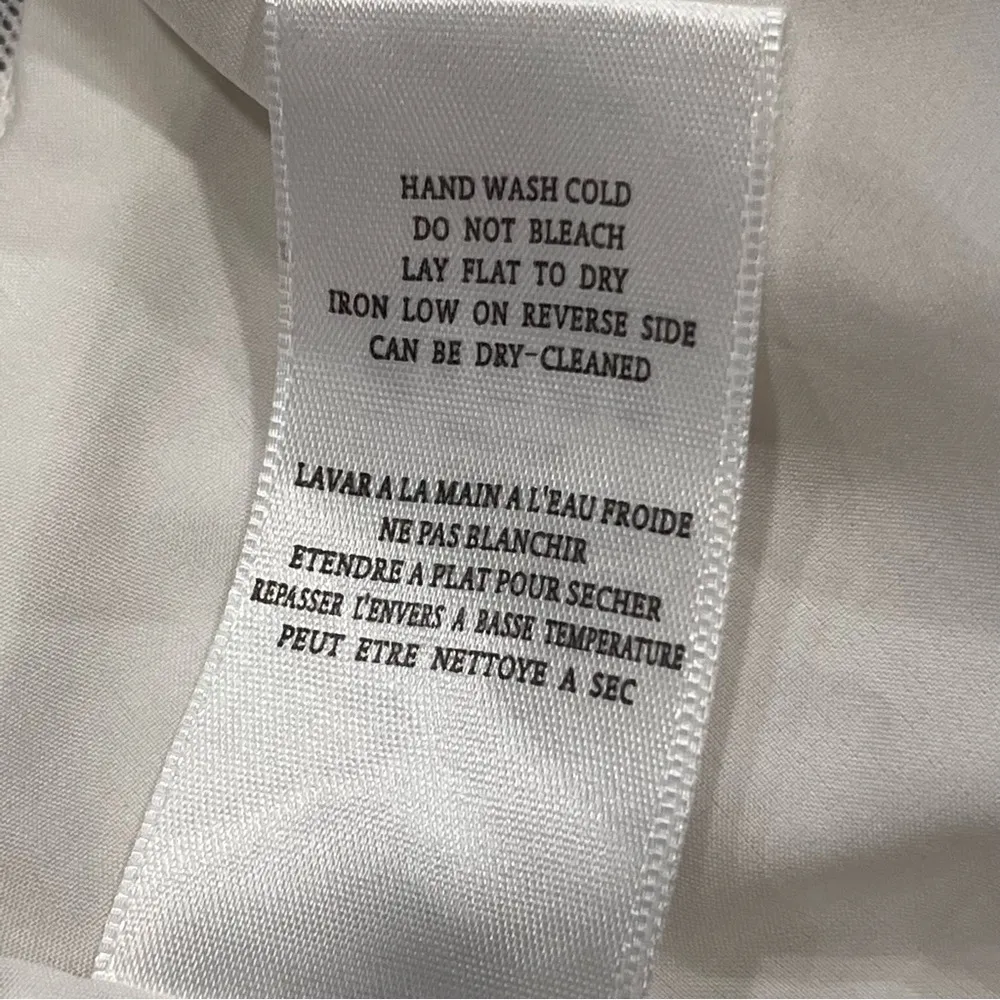 HAND WASH COLD
DO NOT BLEACH
LAY FLAT TO DRY
IRON LOW ON REVERSE SIDE
CAN BE DRY-CLEANED
LAVAR A LA MAIN A L'EAU FROIDE
NE PAS BLANCHIR
ETENDRE A PLAT POUR SECHER
REPASSER L'ENVERS A BASSE TEMPERATURE
PEUT ETRE NETTOYE A SEC